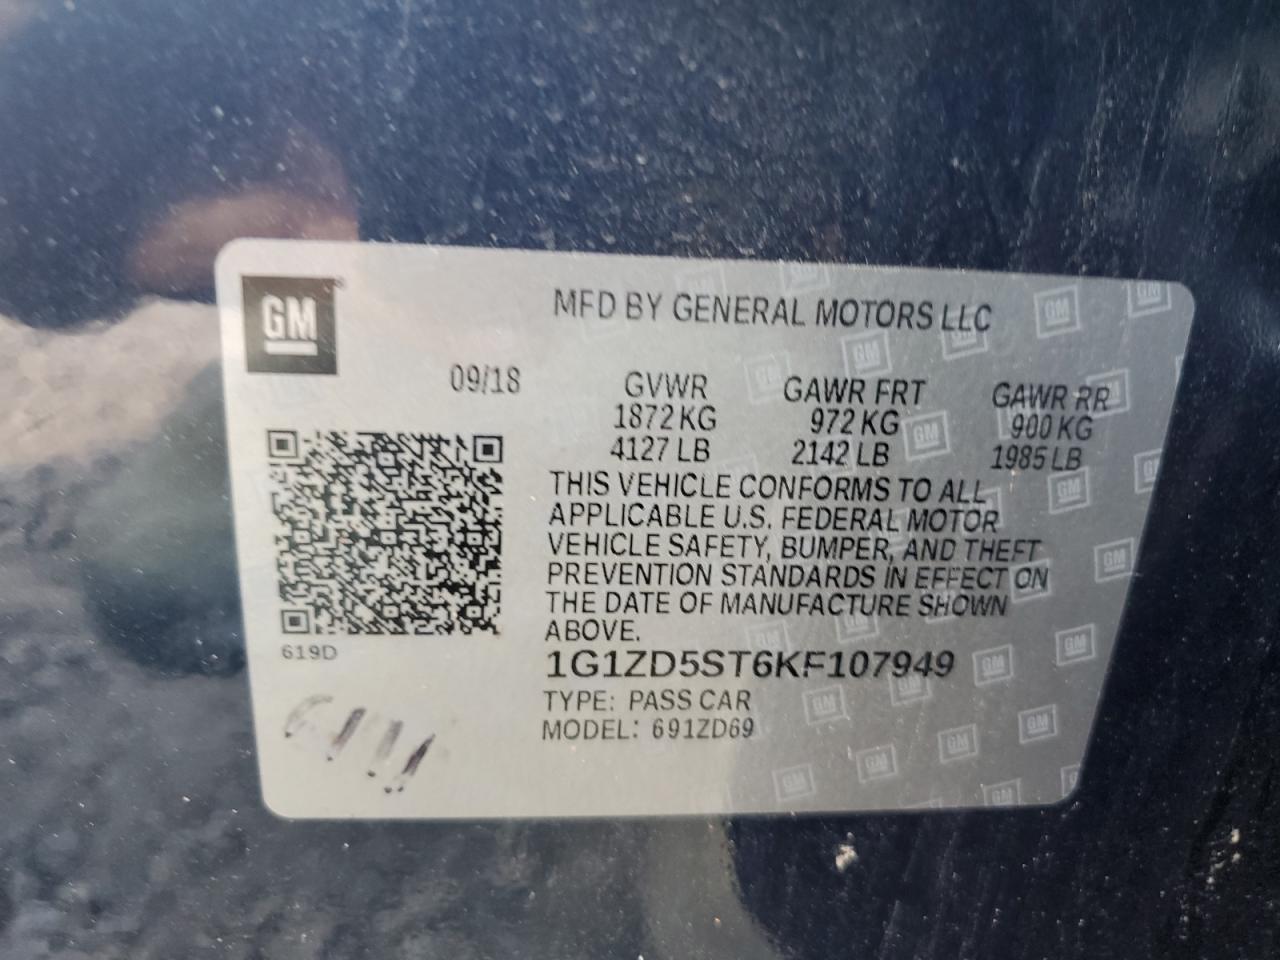 GM
MFD BY GENERAL MOTORS LLC
09/18
GVWR GAWR FRT GAWR RR
1872 KG 972 KG 900 KG
4127 LB 2142 LB 1985 LB
THIS VEHICLE CONFORMS TO ALL
APPLICABLE U.S. FEDERAL MOTOR
VEHICLE SAFETY, BUMPER, AND THEFT
PREVENTION STANDARDS IN EFFECT ON
THE DATE OF MANUFACTURE SHOWN
ABOVE.
619D
1G1ZD5ST6KF107949
TYPE: PASS CAR
MODEL: 691ZD69